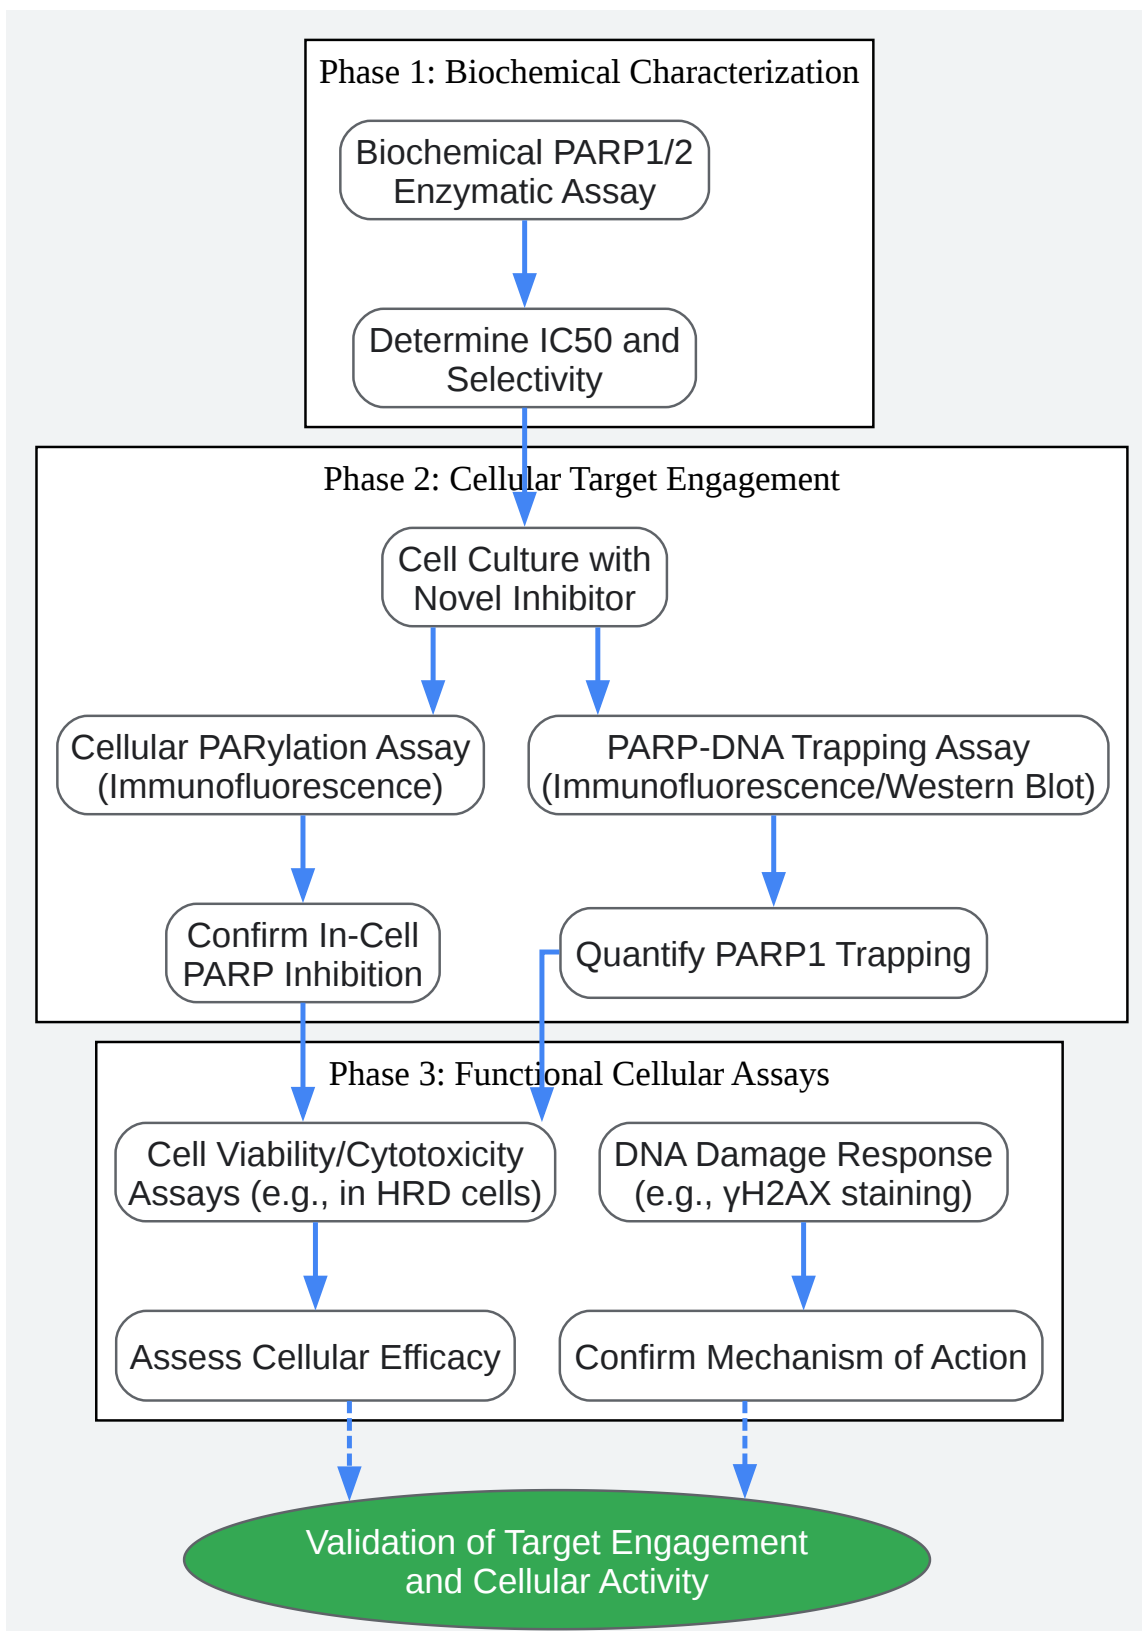 Phase 1: Biochemical Characterization
Biochemical PARP1/2
Enzymatic Assay
Determine IC50 and
Selectivity
Phase 2: Cellular Target Engagement
Cell Culture with
Novel Inhibitor
Cellular PARylation Assay
(Immunofluorescence)
PARP-DNA Trapping Assay
(Immunofluorescence/Western Blot)
Confirm In-Cell
PARP Inhibition
Quantify PARP1 Trapping
Phase 3: Functional Cellular Assays
Cell Viability/Cytotoxicity
Assays (e.g., in HRD cells)
DNA Damage Response
(e.g., γH2AX staining)
Assess Cellular Efficacy
Confirm Mechanism of Action
Validation of Target Engagement
and Cellular Activity